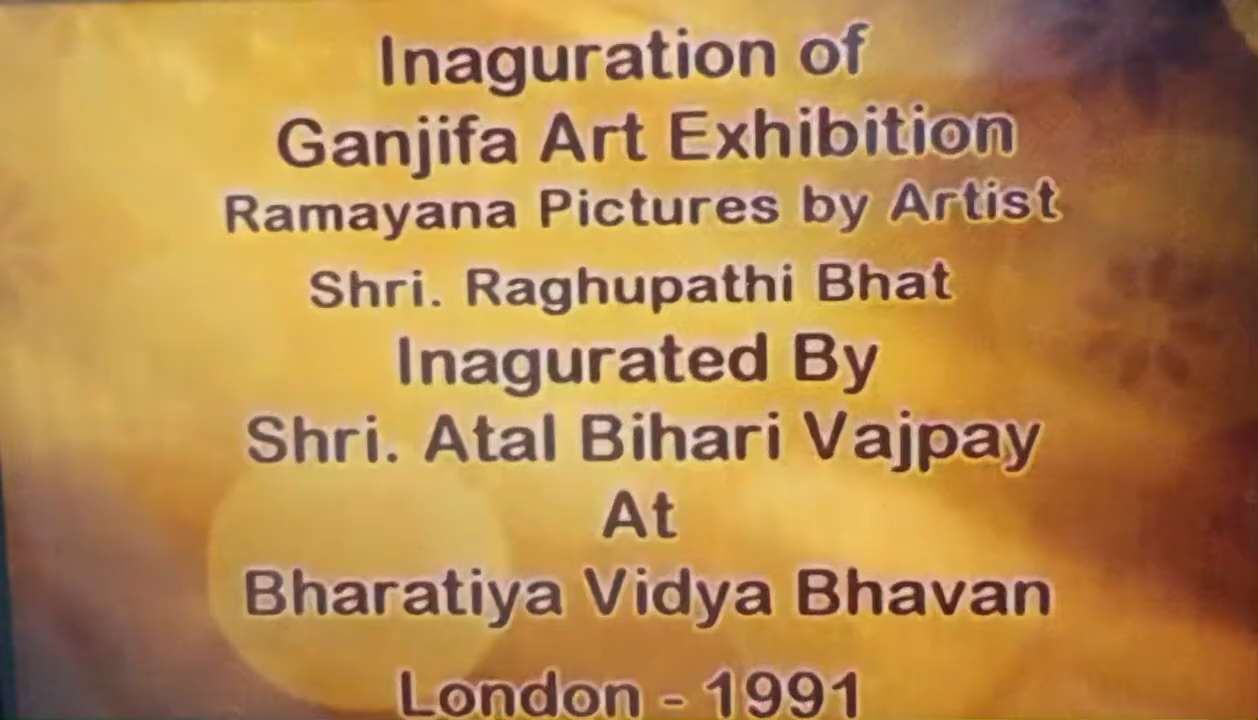 Inaguration of
Ganjifa Art Exhibition
Ramayana Pictures by Artist
Shri. Raghupathi Bhat
Inagurated By
Shri. Atal Bihari Vajpay
At
Bharatiya Vidya Bhavan
London - 1991